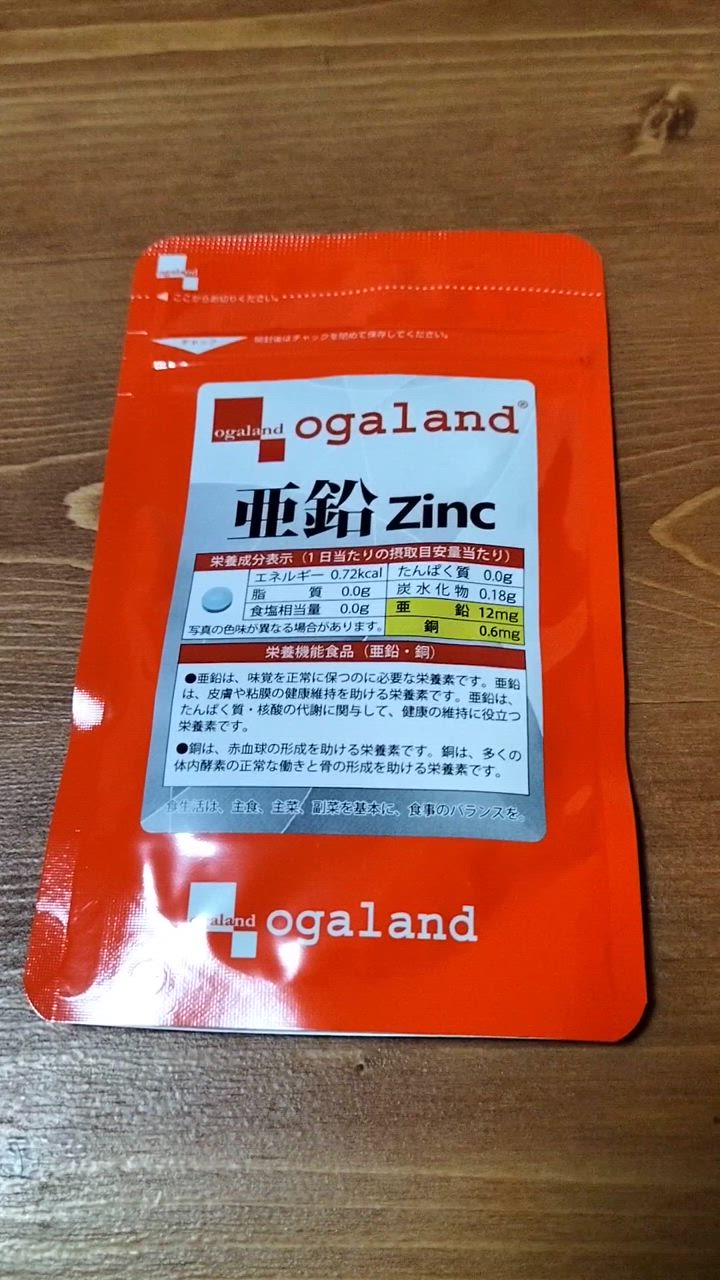 ogaland
ここからお切りください。
チャック
開封後はチャックを閉めて保存してください。
ogaland
ogaland®
亜鉛 Zinc
栄養成分表示（1日当たりの摂取目安量当たり）
エネルギー 0.72kcal たんぱく質 0.0g
脂質 0.0g 炭水化物 0.18g
食塩相当量 0.0g 亜鉛 12mg
写真の色味が異なる場合があります。 銅 0.6mg
栄養機能食品（亜鉛・銅）
●亜鉛は、味覚を正常に保つのに必要な栄養素です。亜鉛
は、皮膚や粘膜の健康維持を助ける栄養素です。亜鉛は、
たんぱく質・核酸の代謝に関与して、健康の維持に役立つ
栄養素です。
●銅は、赤血球の形成を助ける栄養素です。銅は、多くの
体内酵素の正常な働きと骨の形成を助ける栄養素です。
食生活は、主食、主菜、副菜を基本に、食事のバランスを。
ogaland
ogaland